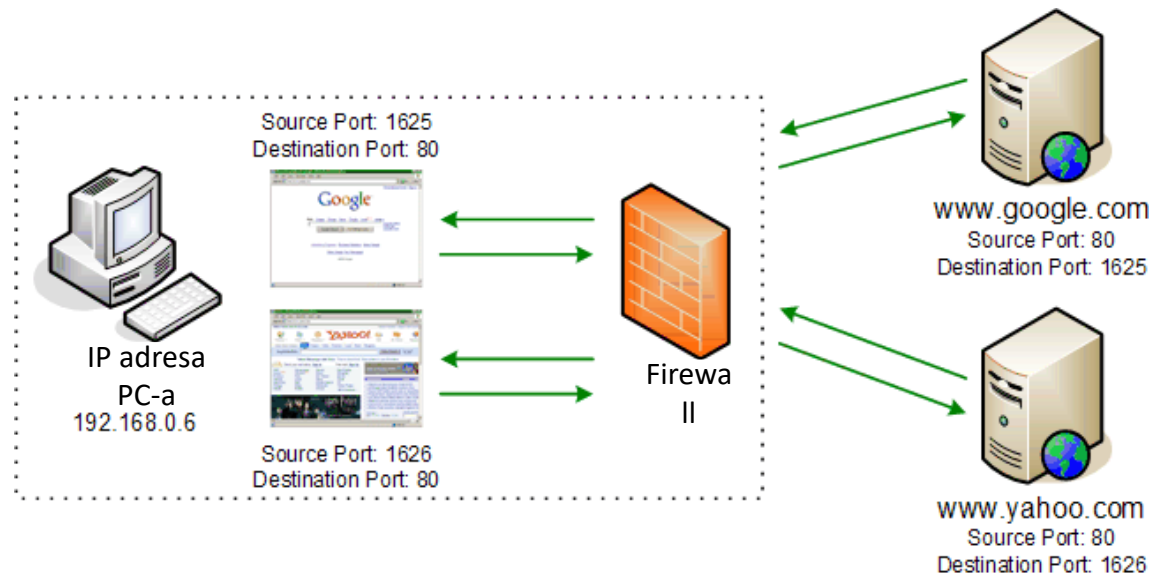 Source Port: 1625
Destination Port: 80
Google
IP adresa
PC-a
192.168.0.6
YAHOO!
Source Port: 1626
Destination Port: 80
Firewa
ll
www.google.com
Source Port: 80
Destination Port: 1625
www.yahoo.com
Source Port: 80
Destination Port: 1626